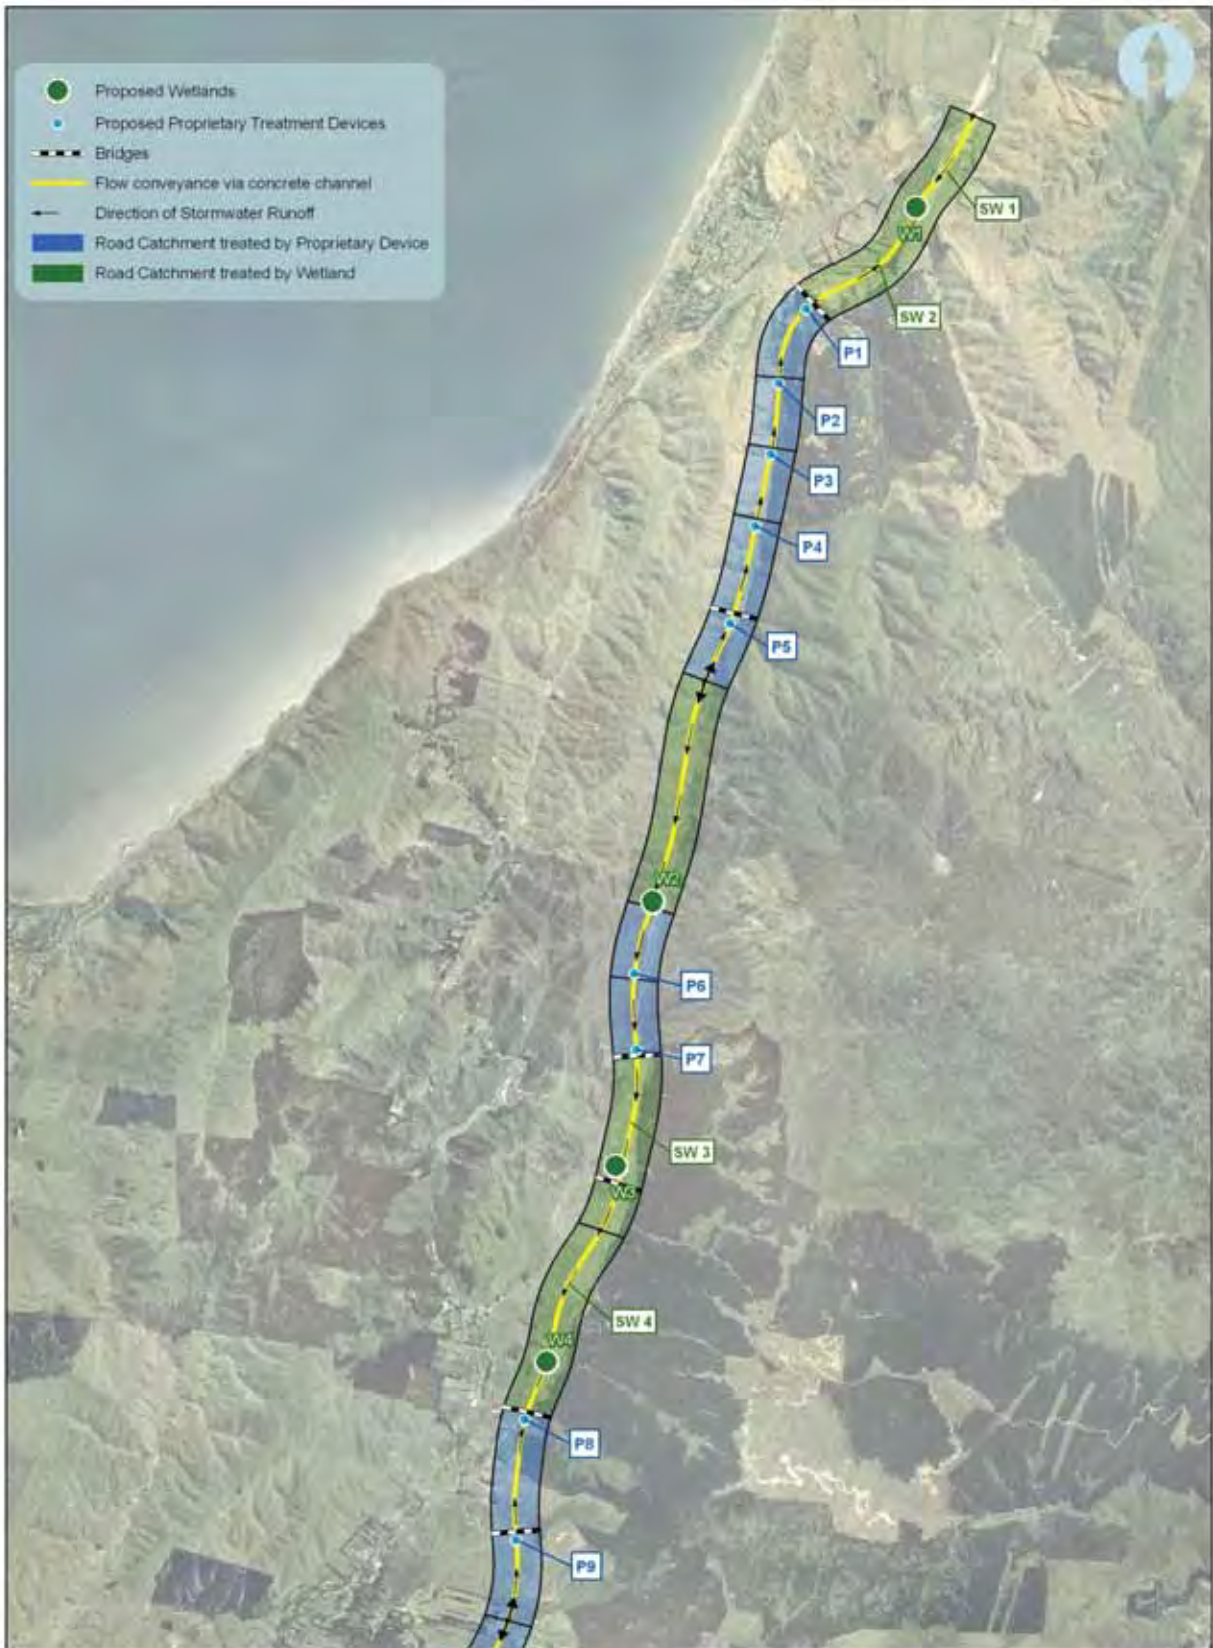 Proposed Wetlands
Proposed Proprietary Treatment Devices
Bridges
Flow conveyance via concrete channel
Direction of Stormwater Runoff
Road Catchment treated by Proprietary Device
Road Catchment treated by Wetland
SW 1
W1
SW 2
P1
P2
P3
P4
P5
W2
P6
P7
SW 3
W3
SW 4
W4
P8
P9